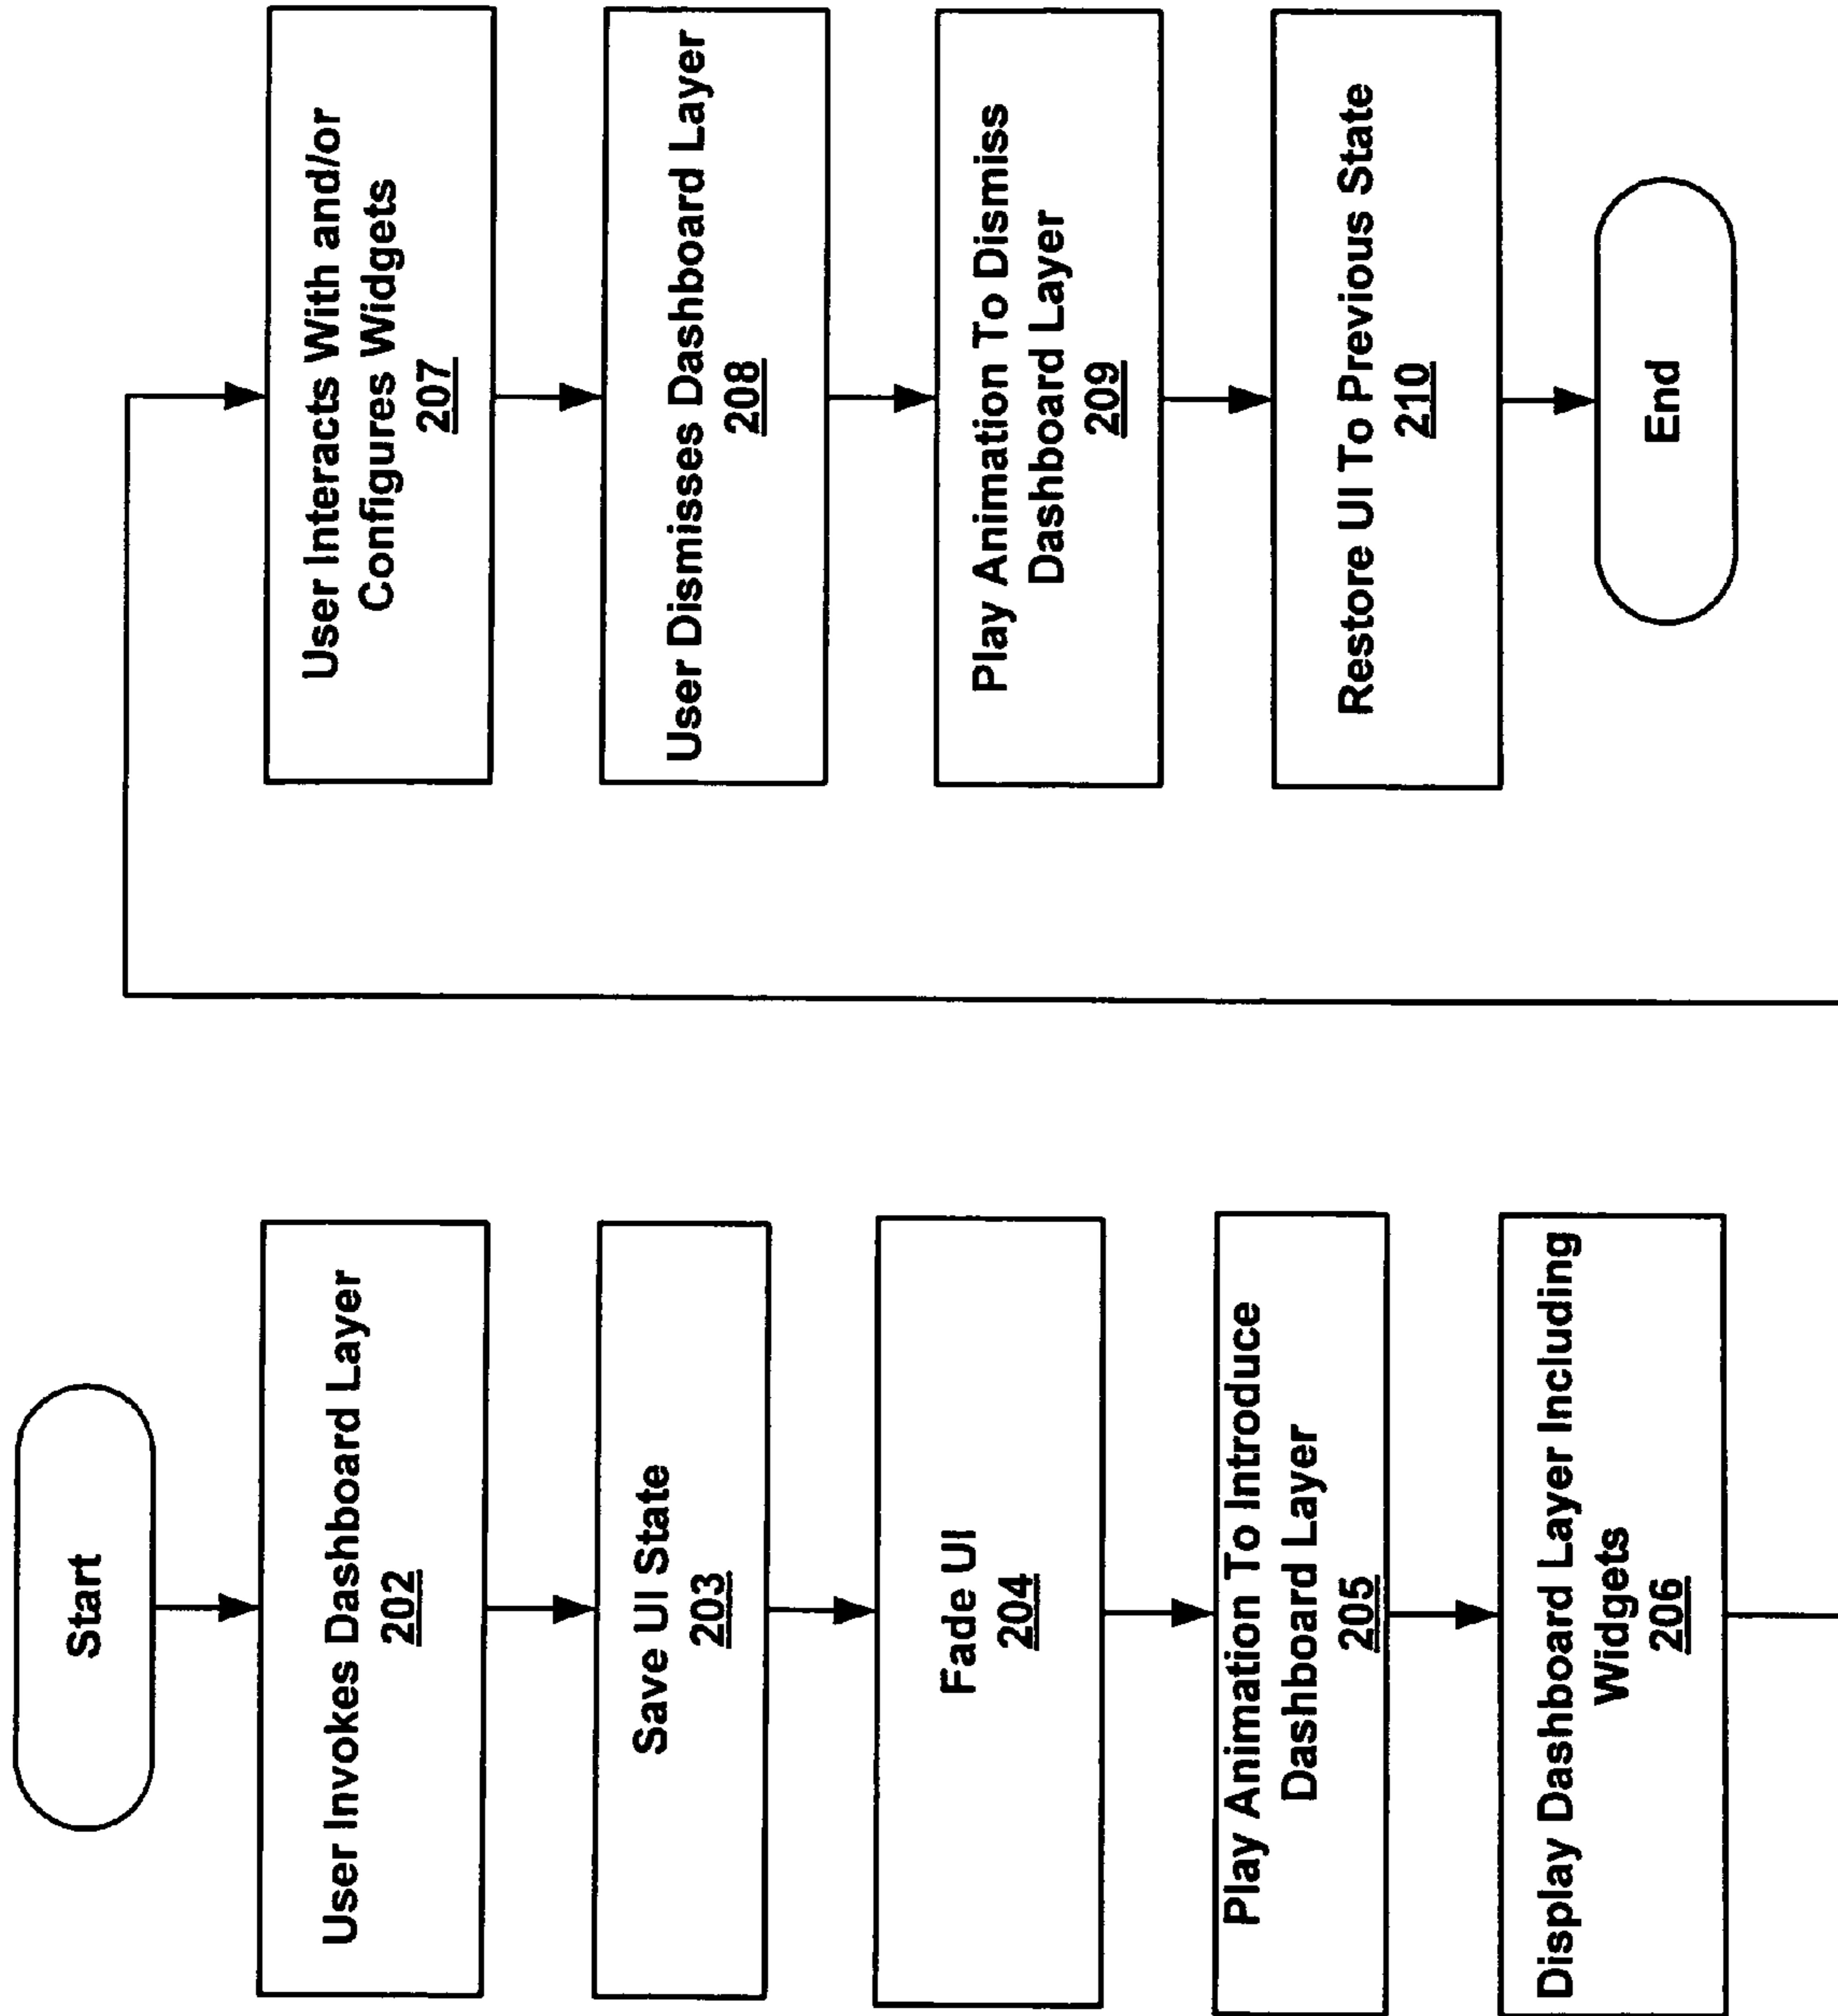 Start
User Invokes Dashboard Layer
202
Save UI State
203
Fade UI
204
Play Animation To Introduce
Dashboard Layer
205
Display Dashboard Layer Including
Widgets
206
User Interacts With and/or
Configures Widgets
207
User Dismisses Dashboard Layer
208
Play Animation To Dismiss
Dashboard Layer
209
Restore UI To Previous State
210
End